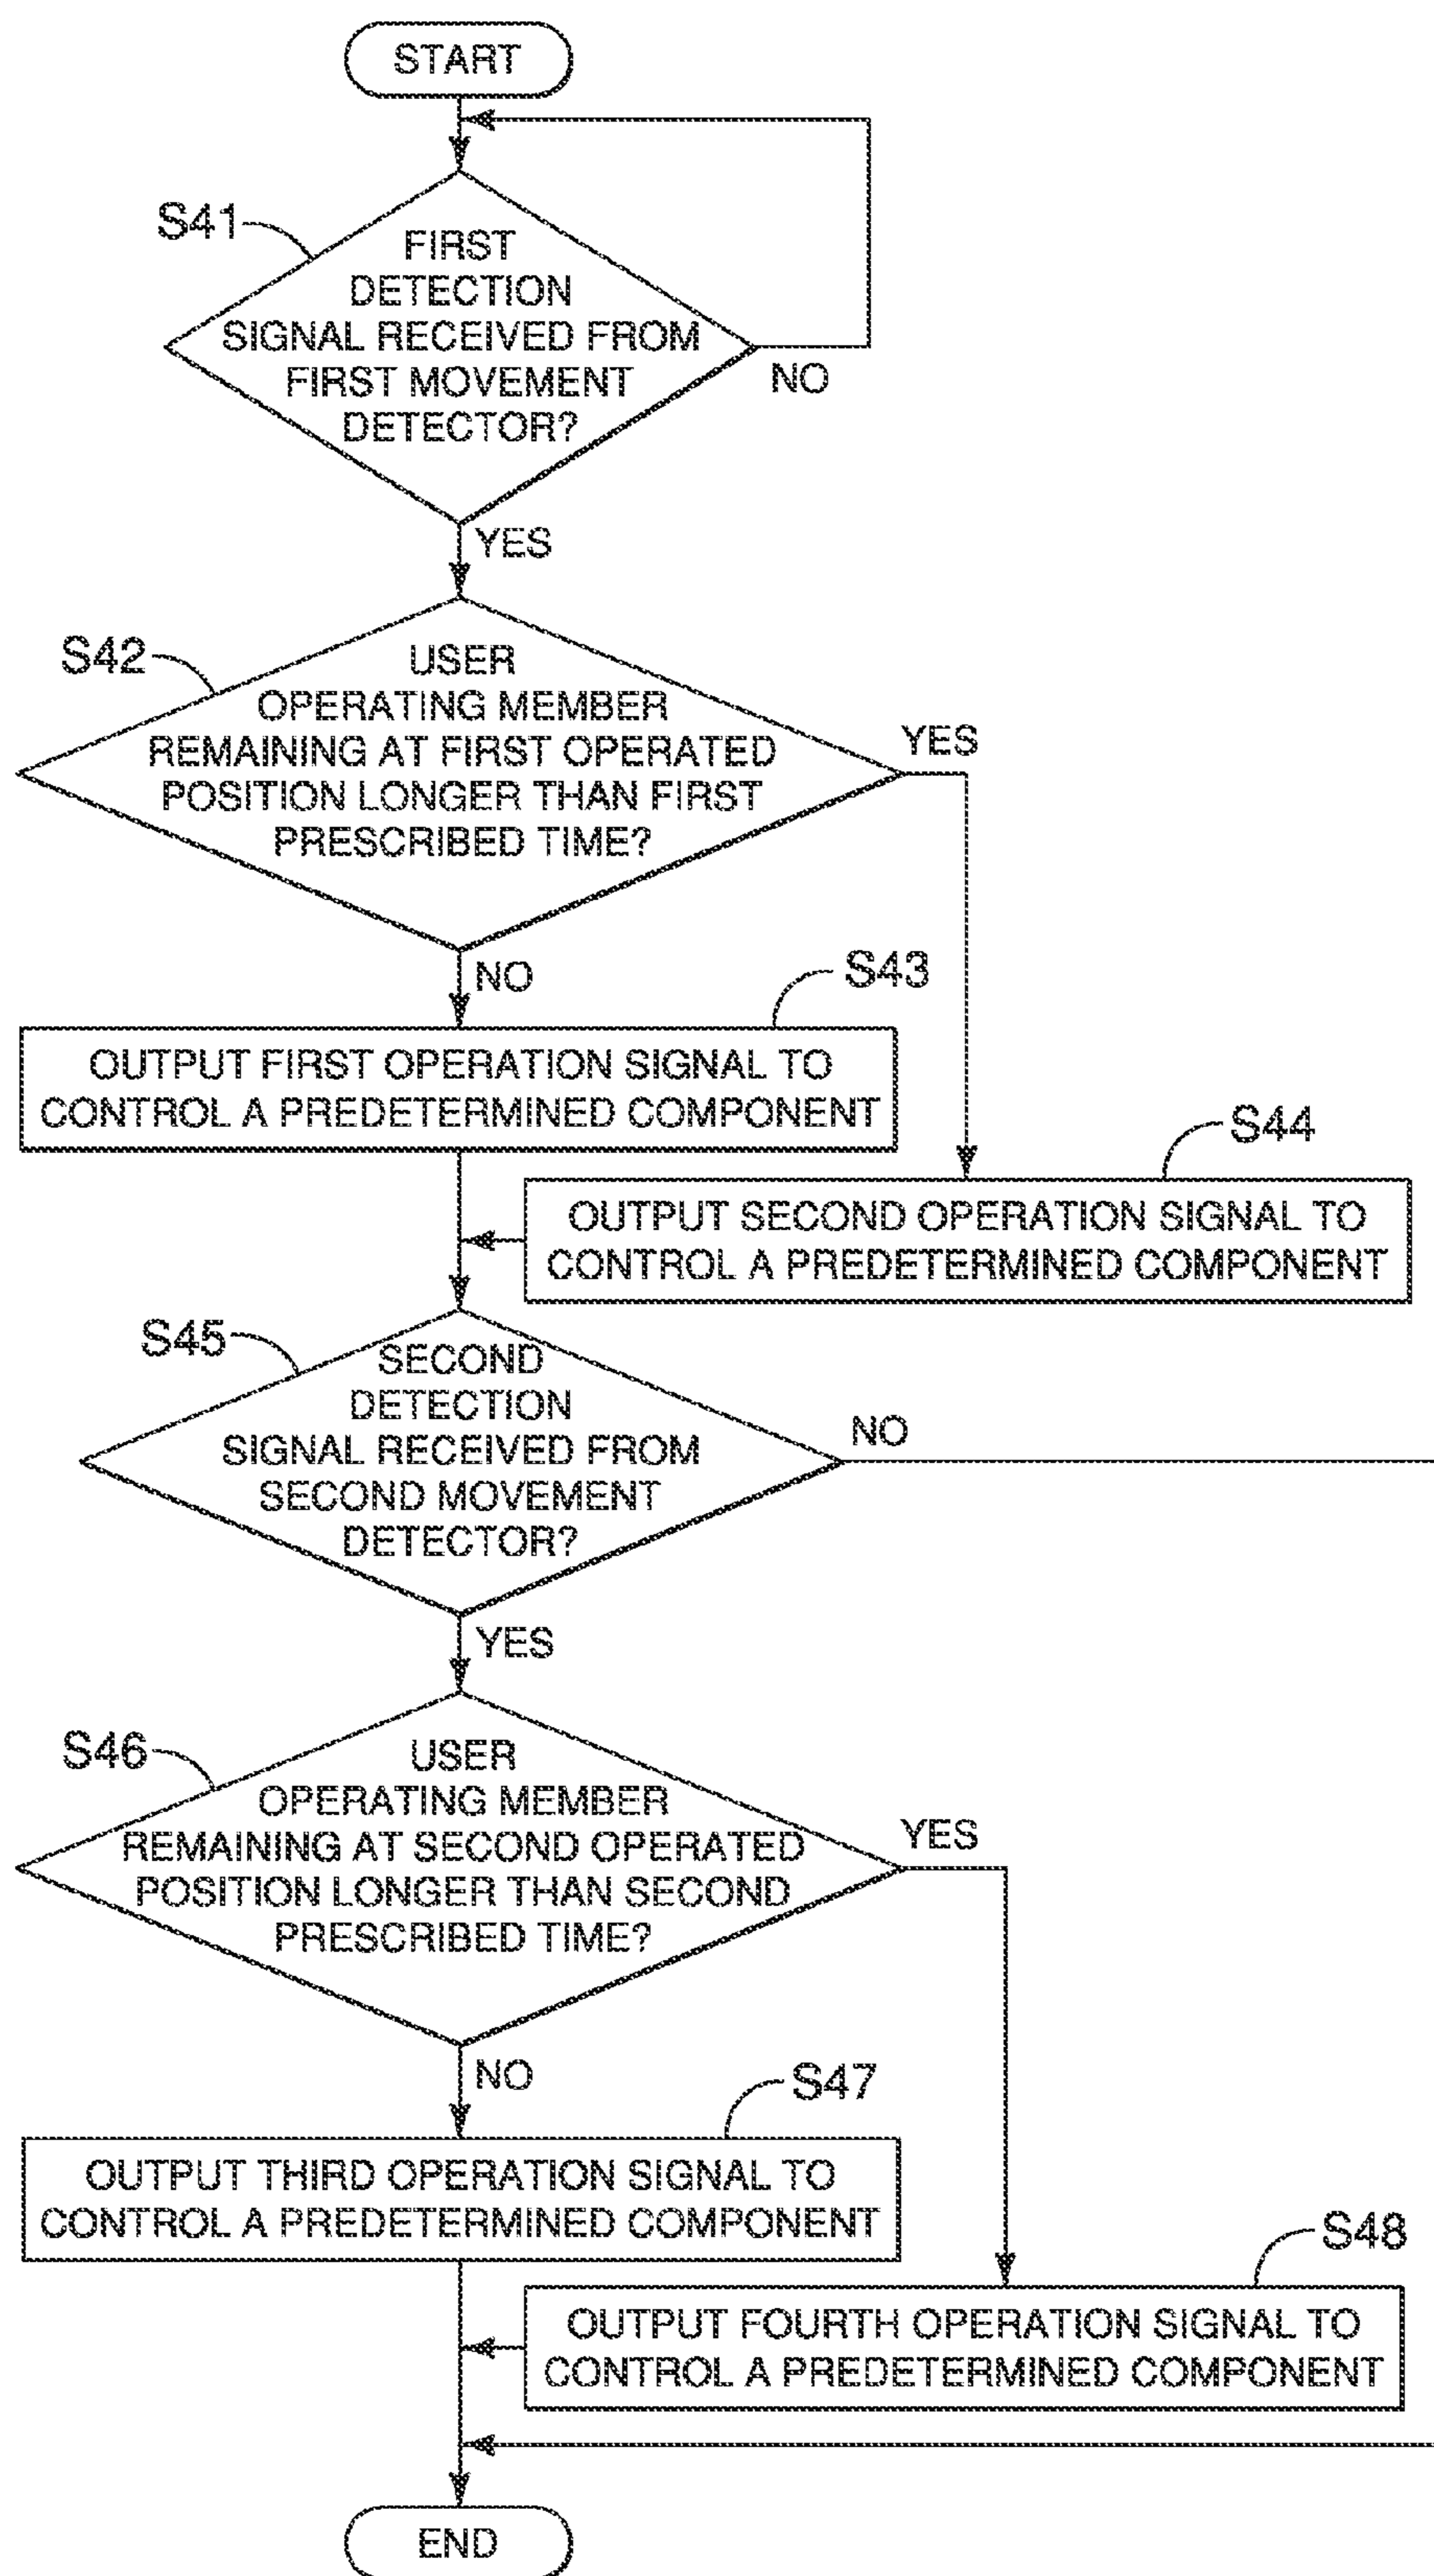 START
S41
FIRST
DETECTION
SIGNAL RECEIVED FROM
FIRST MOVEMENT
DETECTOR?
NO
YES
S42
USER
OPERATING MEMBER
REMAINING AT FIRST OPERATED
POSITION LONGER THAN FIRST
PRESCRIBED TIME?
YES
NO
S43
OUTPUT FIRST OPERATION SIGNAL TO
CONTROL A PREDETERMINED COMPONENT
S44
OUTPUT SECOND OPERATION SIGNAL TO
CONTROL A PREDETERMINED COMPONENT
S45
SECOND
DETECTION
SIGNAL RECEIVED FROM
SECOND MOVEMENT
DETECTOR?
NO
YES
S46
USER
OPERATING MEMBER
REMAINING AT SECOND OPERATED
POSITION LONGER THAN SECOND
PRESCRIBED TIME?
YES
NO
S47
OUTPUT THIRD OPERATION SIGNAL TO
CONTROL A PREDETERMINED COMPONENT
S48
OUTPUT FOURTH OPERATION SIGNAL TO
CONTROL A PREDETERMINED COMPONENT
END